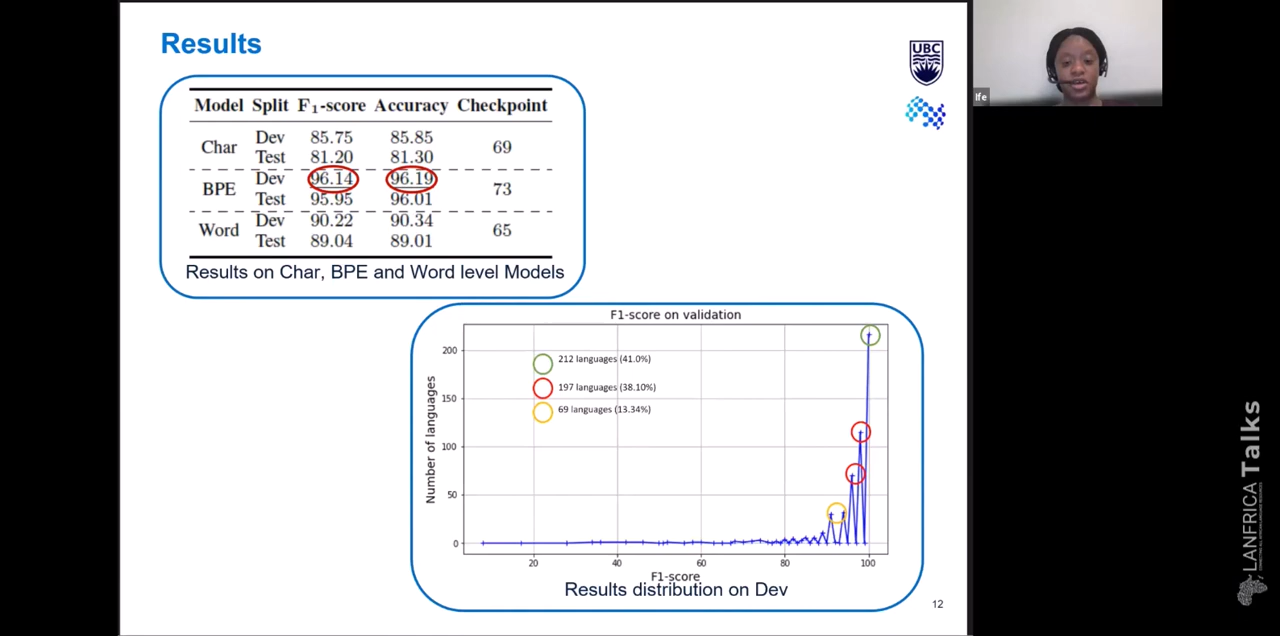 Results
UBC
Model Split F1-score Accuracy Checkpoint
Char Dev 85.75 85.85 69
Test 81.20 81.30
BPE Dev 96.14 96.19 73
Test 95.95 96.01
Word Dev 90.22 90.34 65
Test 89.04 89.01
Results on Char, BPE and Word level Models
F1-score on validation
212 languages (41.0%)
197 languages (38.10%)
69 languages (13.34%)
Number of languages
200
150
100
50
0
20 40 60 80 100
F1-score
Results distribution on Dev
12
Ife
LANFRICA Talks